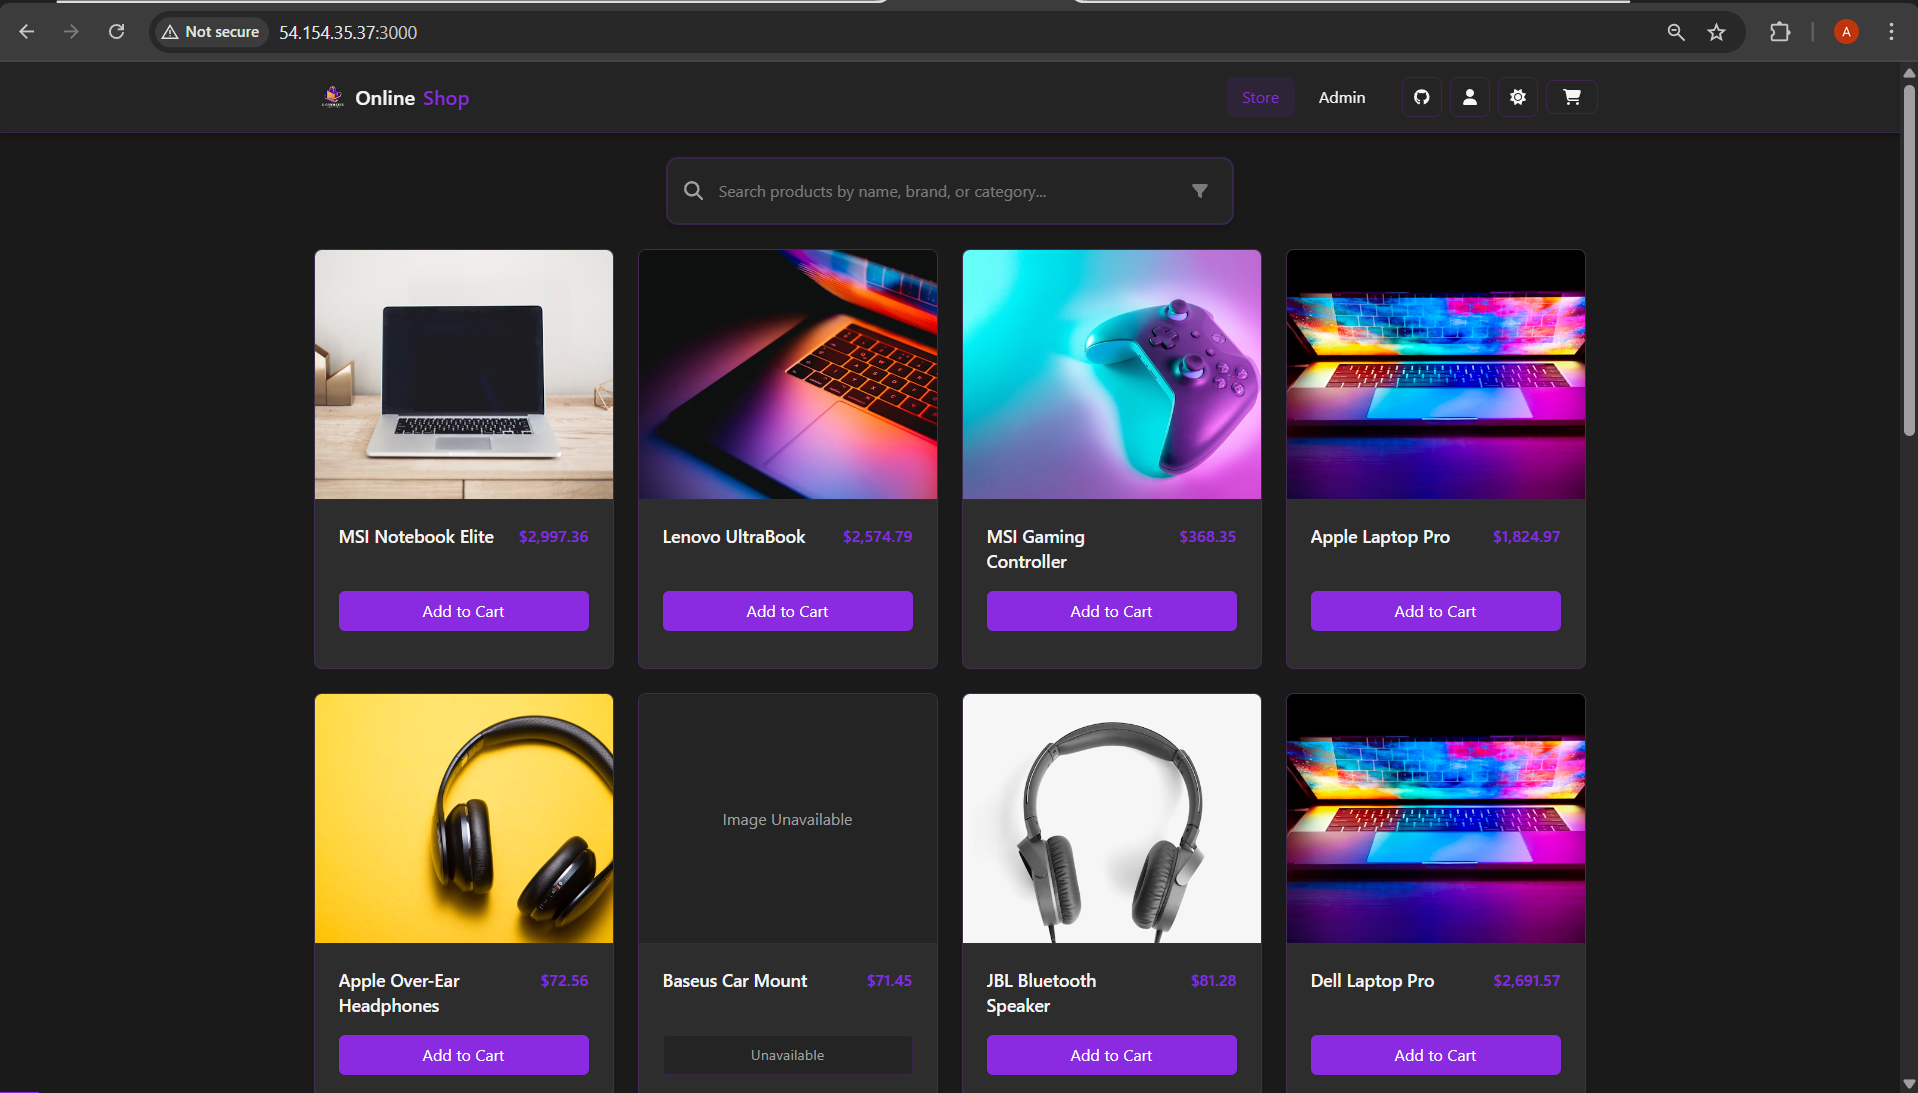 Not secure
54.154.35.37:3000
A
Online Shop
Store
Admin
Search products by name, brand, or category...
MSI Notebook Elite
$2,997.36
Add to Cart
Lenovo UltraBook
$2,574.79
Add to Cart
MSI Gaming
Controller
$368.35
Add to Cart
Apple Laptop Pro
$1,824.97
Add to Cart
Apple Over-Ear
Headphones
$72.56
Add to Cart
Image Unavailable
Baseus Car Mount
$71.45
Unavailable
JBL Bluetooth
Speaker
$81.28
Add to Cart
Dell Laptop Pro
$2,691.57
Add to Cart